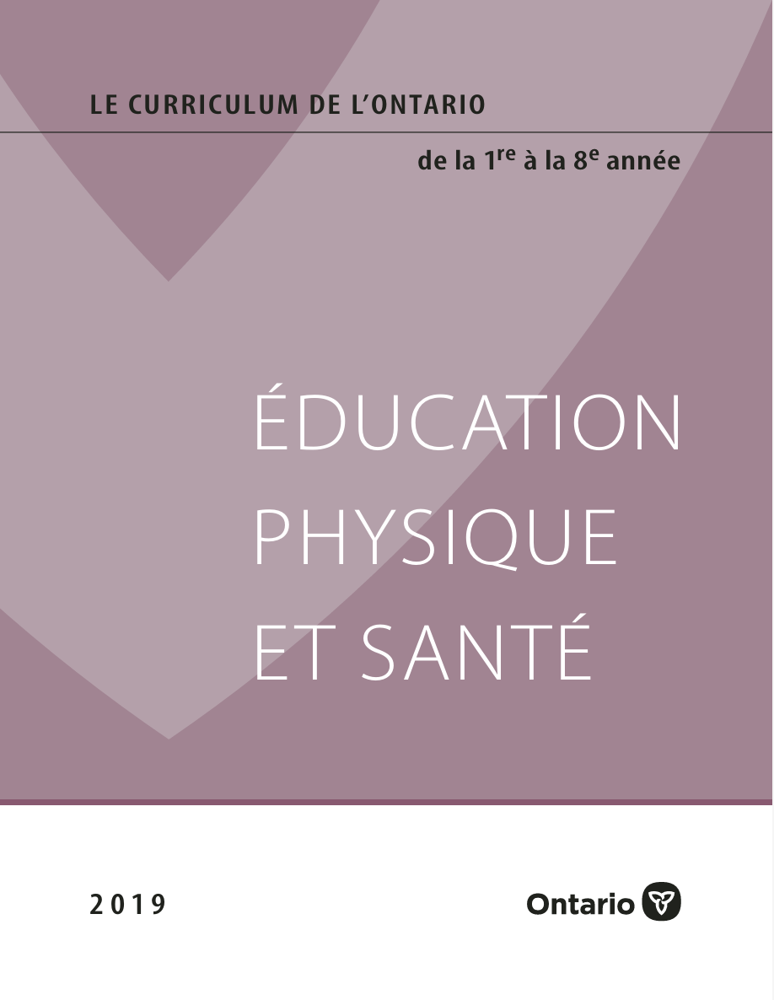 LE CURRICULUM DE L’ONTARIO
de la 1re à la 8e année
ÉDUCATION
PHYSIQUE
ET SANTÉ
2019
Ontario